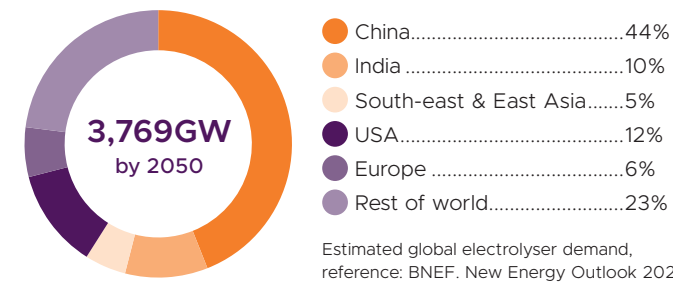 3,769GW
by 2050
China....................................44%
India .....................................10%
South-east & East Asia......5%
USA......................................12%
Europe .................................6%
Rest of world.......................23%
Estimated global electrolyser demand,
reference: BNEF. New Energy Outlook 202